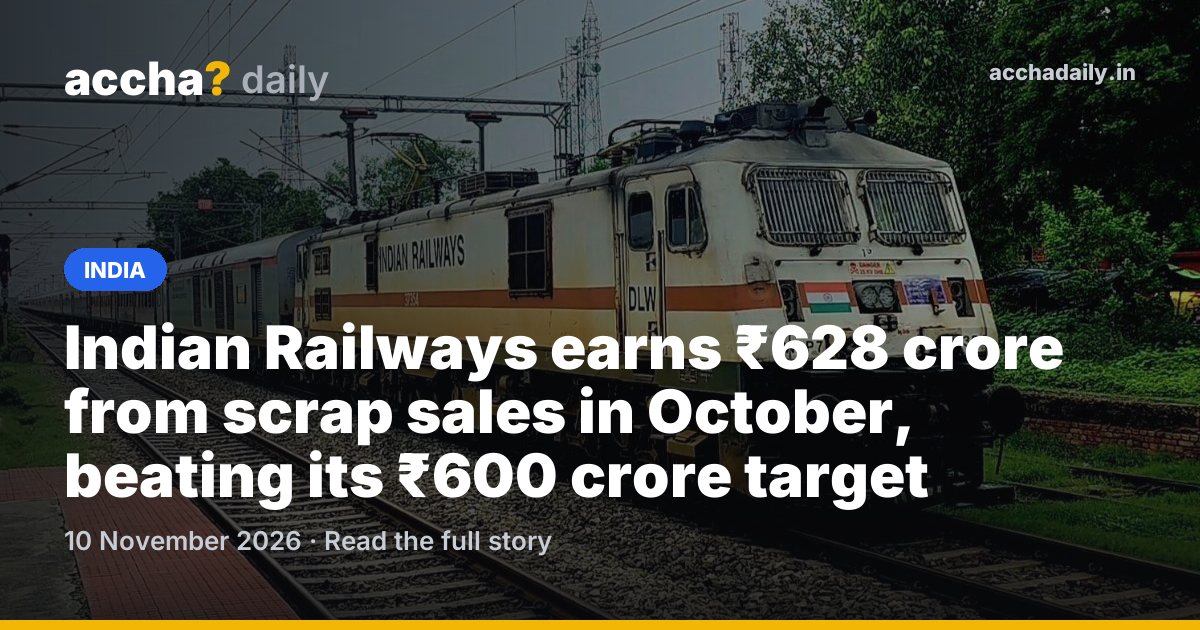 accha? daily
acchadaily.in
INDIAN RAILWAYS
DLW
DANGER
INDIA
Indian Railways earns ₹628 crore
from scrap sales in October,
beating its ₹600 crore target
10 November 2026 · Read the full story